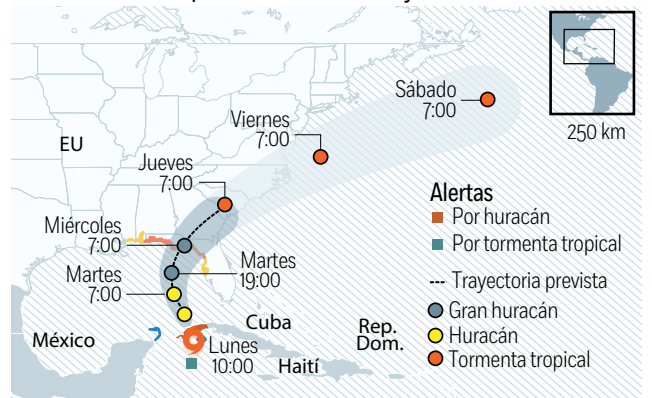 Sábado
7:00
250 km
Viernes
7:00
EU
Jueves
7:00
Alertas
Por huracán
Por tormenta tropical
Miércoles
7:00
Martes
19:00
Martes
7:00
Trayectoria prevista
Gran huracán
Huracán
Tormenta tropical
México
Cuba
Rep.
Dom.
Lunes
10:00
Haití